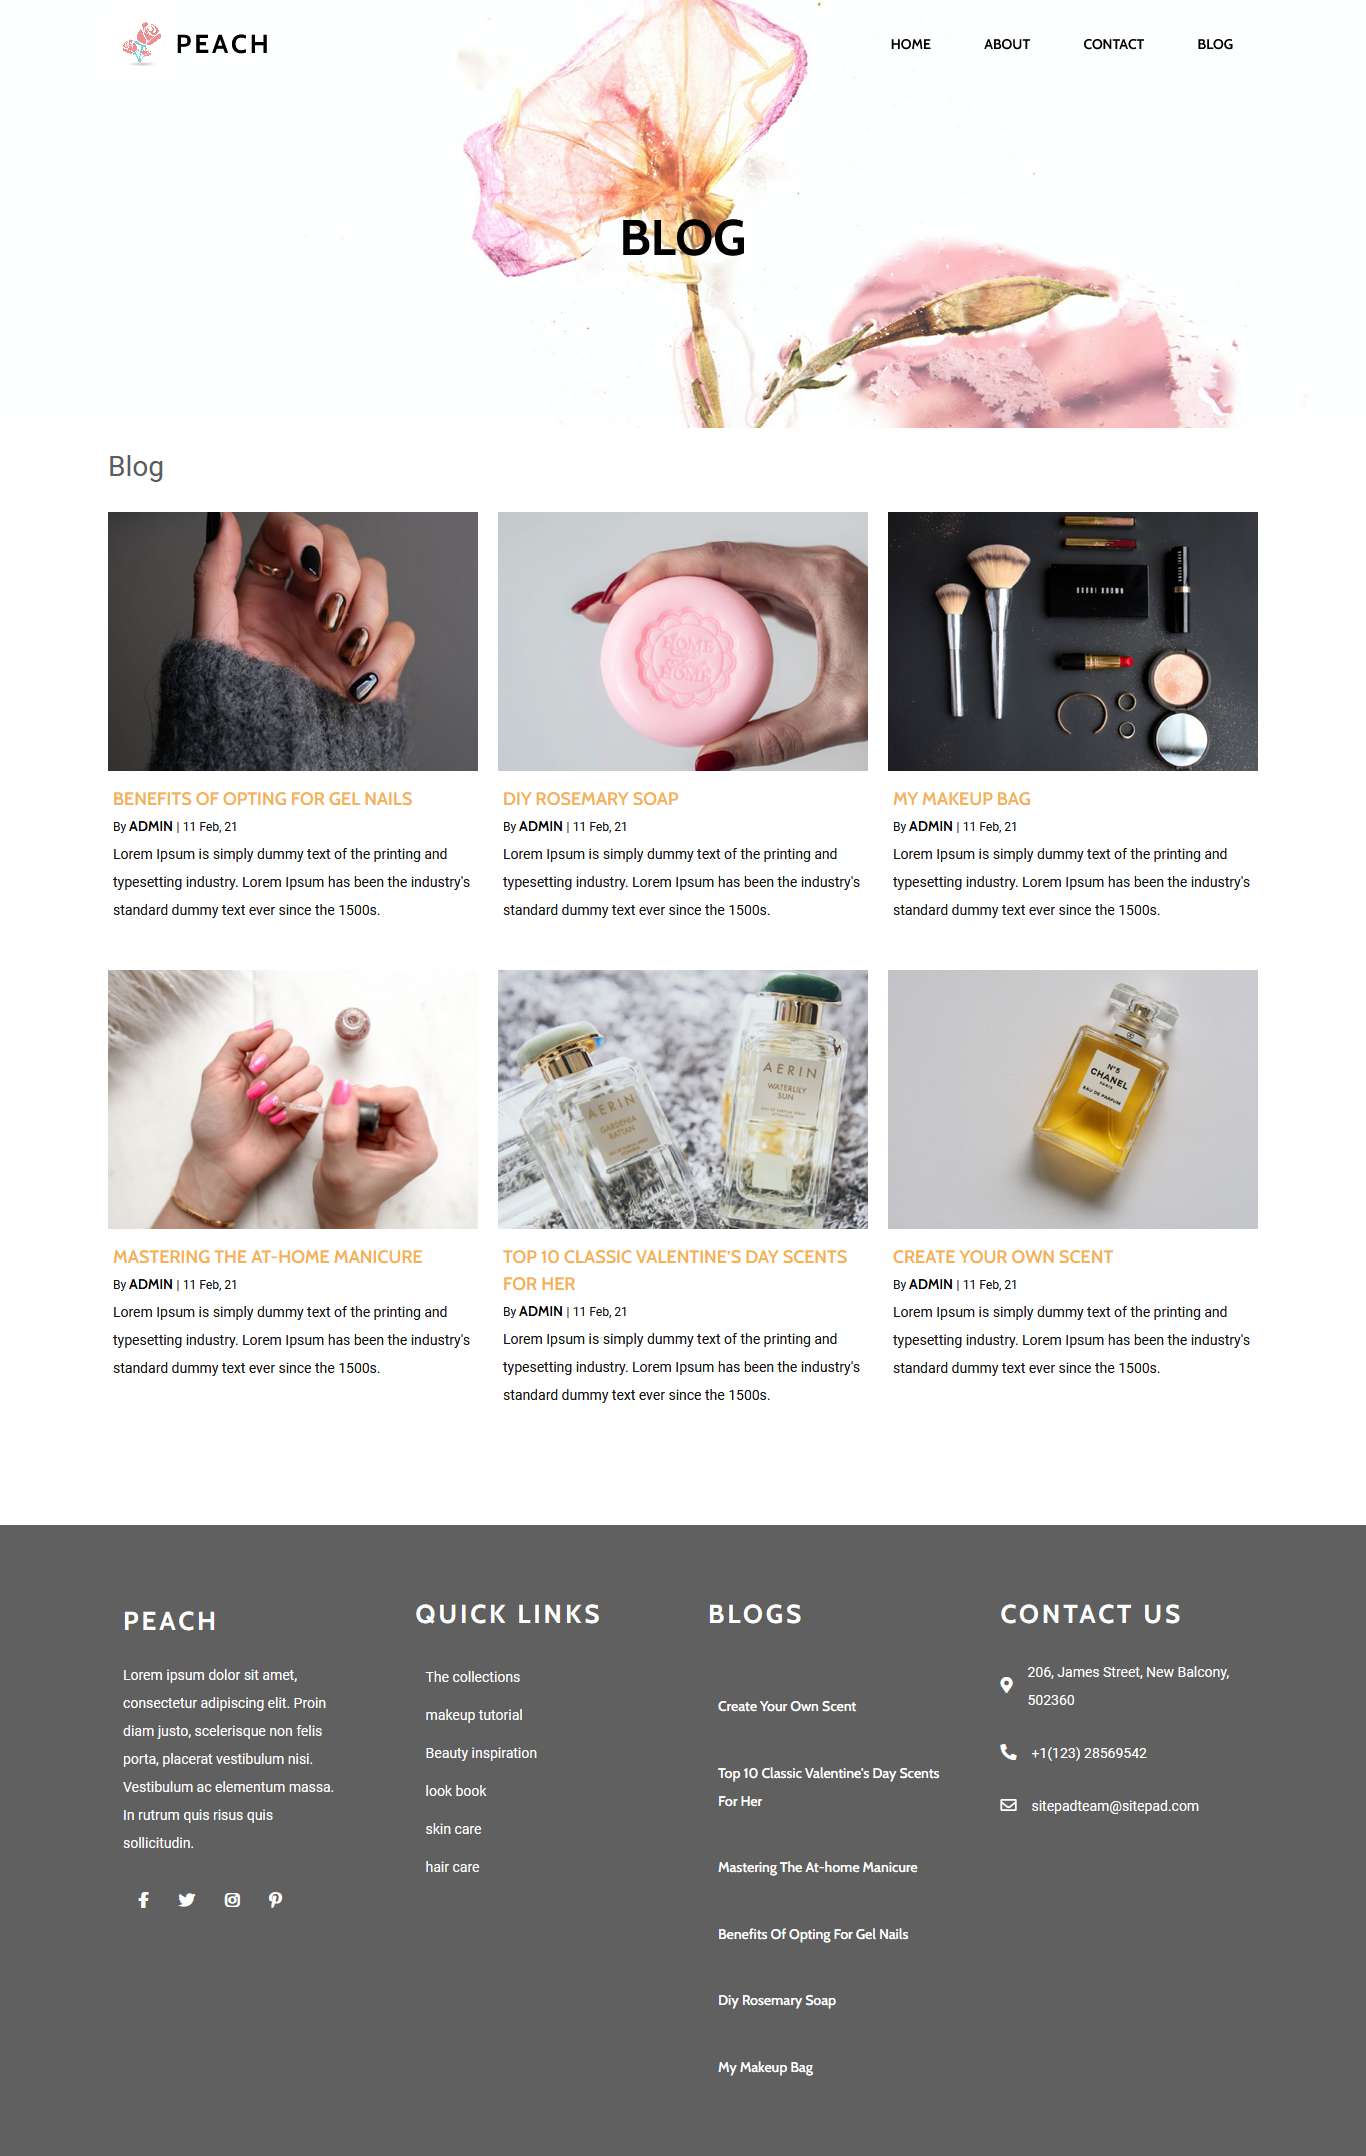 PEACH
HOME
ABOUT
CONTACT
BLOG
BLOG
Blog
HOME
SWEET
HOME
BOBBI BROWN
BENEFITS OF OPTING FOR GEL NAILS
By ADMIN | 11 Feb, 21
Lorem Ipsum is simply dummy text of the printing and
typesetting industry. Lorem Ipsum has been the industry's
standard dummy text ever since the 1500s.
DIY ROSEMARY SOAP
By ADMIN | 11 Feb, 21
Lorem Ipsum is simply dummy text of the printing and
typesetting industry. Lorem Ipsum has been the industry's
standard dummy text ever since the 1500s.
MY MAKEUP BAG
By ADMIN | 11 Feb, 21
Lorem Ipsum is simply dummy text of the printing and
typesetting industry. Lorem Ipsum has been the industry's
standard dummy text ever since the 1500s.
AERIN
GARDENIA
RATTAN
AERIN
WATERLILY
SUN
N°5
CHANEL
PARIS
EAU DE PARFUM
MASTERING THE AT-HOME MANICURE
By ADMIN | 11 Feb, 21
Lorem Ipsum is simply dummy text of the printing and
typesetting industry. Lorem Ipsum has been the industry's
standard dummy text ever since the 1500s.
TOP 10 CLASSIC VALENTINE'S DAY SCENTS
FOR HER
By ADMIN | 11 Feb, 21
Lorem Ipsum is simply dummy text of the printing and
typesetting industry. Lorem Ipsum has been the industry's
standard dummy text ever since the 1500s.
CREATE YOUR OWN SCENT
By ADMIN | 11 Feb, 21
Lorem Ipsum is simply dummy text of the printing and
typesetting industry. Lorem Ipsum has been the industry's
standard dummy text ever since the 1500s.
PEACH
Lorem ipsum dolor sit amet,
consectetur adipiscing elit. Proin
diam justo, scelerisque non felis
porta, placerat vestibulum nisi.
Vestibulum ac elementum massa.
In rutrum quis risus quis
sollicitudin.
QUICK LINKS
The collections
makeup tutorial
Beauty inspiration
look book
skin care
hair care
BLOGS
Create Your Own Scent
Top 10 Classic Valentine's Day Scents
For Her
Mastering The At-home Manicure
Benefits Of Opting For Gel Nails
Diy Rosemary Soap
My Makeup Bag
CONTACT US
206, James Street, New Balcony,
502360
+1(123) 28569542
sitepadteam@sitepad.com